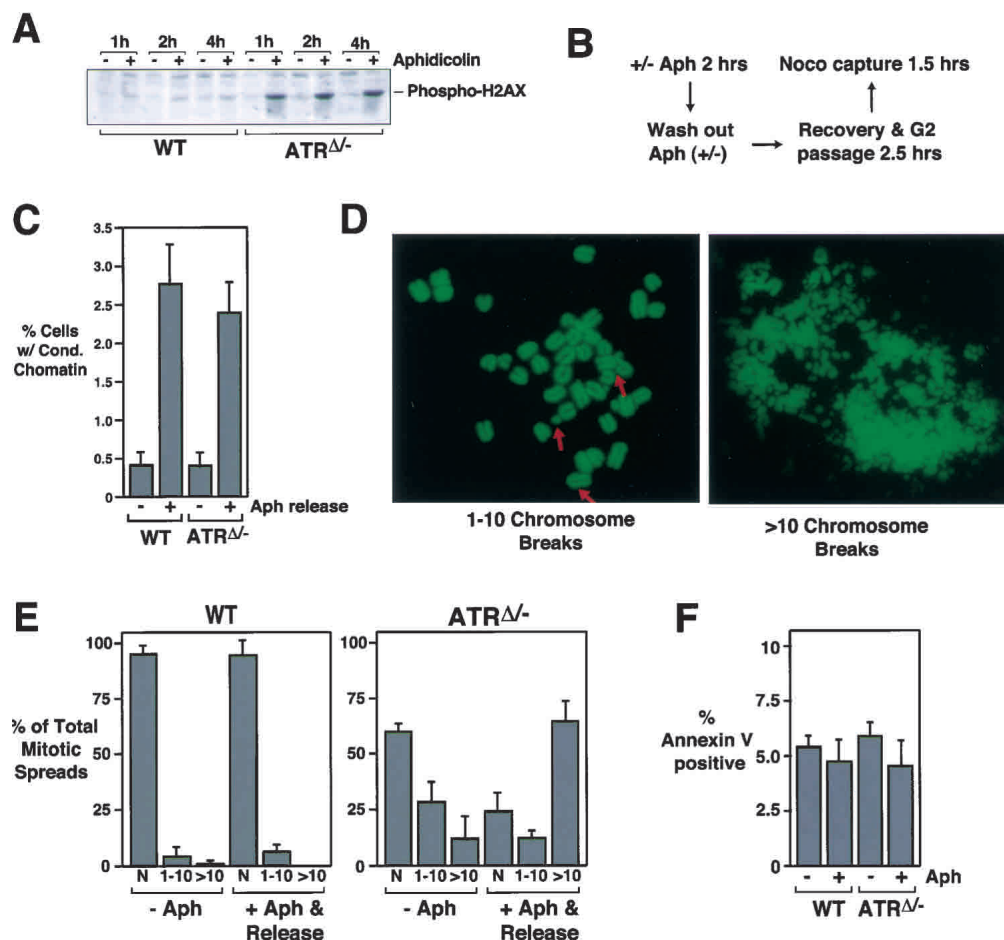 A
1h 2h 4h 1h 2h 4h
- + - + - + - + - + - + Aphidicolin
– Phospho-H2AX
WT ATRΔ/-
B
+/- Aph 2 hrs Noco capture 1.5 hrs
Wash out Aph (+/-) Recovery & G2 passage 2.5 hrs
C
% Cells
w/ Cond.
Chromatin
3.5
3.0
2.5
2.0
1.5
1.0
0.5
0
- + - + Aph release
WT ATRΔ/-
D
1-10 Chromosome
Breaks
>10 Chromosome
Breaks
E
WT ATRΔ/-
% of Total
Mitotic
Spreads
100
75
50
25
0
N 1-10 >10 N 1-10 >10
- Aph + Aph &
Release
100
75
50
25
0
N 1-10 >10 N 1-10 >10
- Aph + Aph &
Release
F
%
Annexin V
positive
10
7.5
5.0
2.5
0
- + - + Aph
WT ATRΔ/-